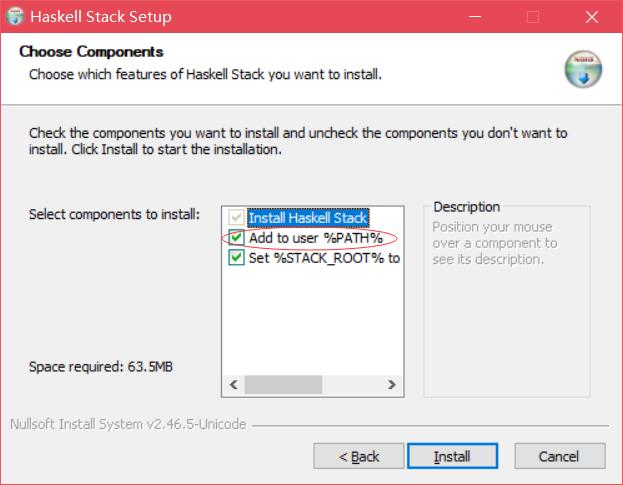 Haskell Stack Setup
Choose Components
Choose which features of Haskell Stack you want to install.
Check the components you want to install and uncheck the components you don't want to
install. Click Install to start the installation.
Select components to install:
Install Haskell Stack
Add to user %PATH%
Set %STACK_ROOT% to
Description
Position your mouse
over a component to
see its description.
Space required: 63.5MB
Nullsoft Install System v2.46.5-Unicode
< Back
Install
Cancel